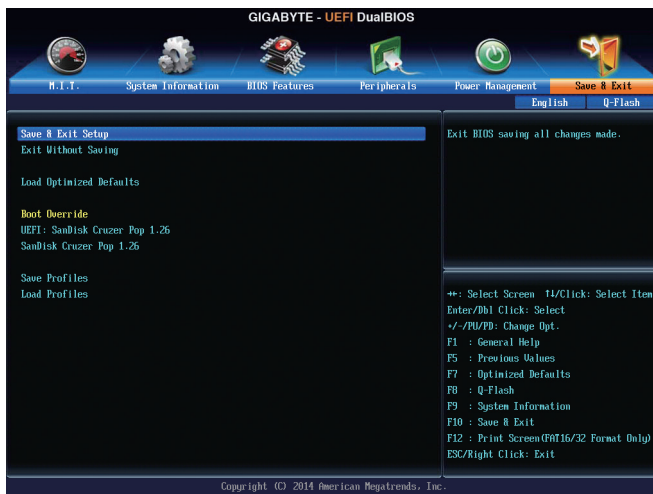 GIGABYTE - UEFI DualBIOS
M.I.T.
System Information
BIOS Features
Peripherals
Power Management
Save & Exit
English
Q-Flash
Save & Exit Setup
Exit Without Saving
Load Optimized Defaults
Boot Override
UEFI: SanDisk Cruzer Pop 1.26
SanDisk Cruzer Pop 1.26
Save Profiles
Load Profiles
Exit BIOS saving all changes made.
→←: Select Screen ↑↓/Click: Select Item
Enter/Dbl Click: Select
+/-/PU/PD: Change Opt.
F1 : General Help
F5 : Previous Values
F7 : Optimized Defaults
F8 : Q-Flash
F9 : System Information
F10 : Save & Exit
F12 : Print Screen(FAT16/32 Format Only)
ESC/Right Click: Exit
Copyright (C) 2014 American Megatrends, Inc.